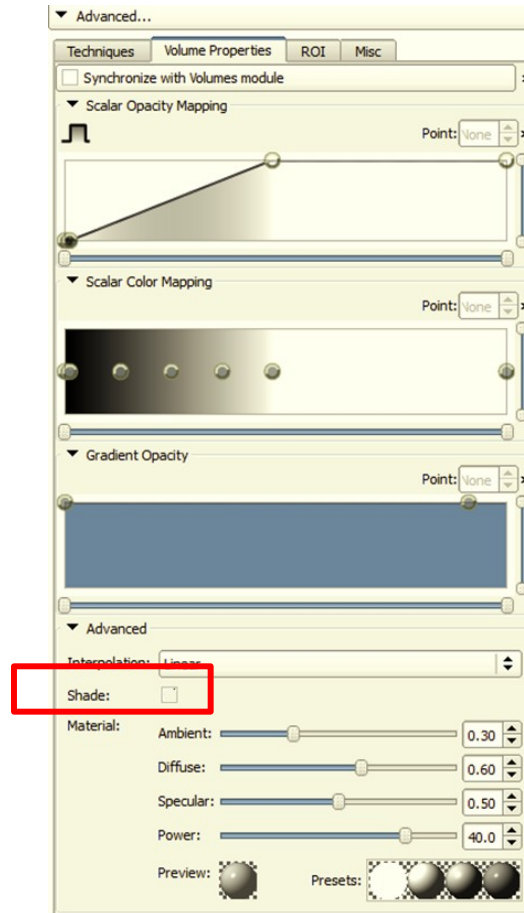 Advanced...
Techniques Volume Properties ROI Misc
Synchronize with Volumes module
Scalar Opacity Mapping
Point: None
Scalar Color Mapping
Point: None
Gradient Opacity
Point: None
Advanced
Interpolation: Linear
Shade:
Material:
Ambient: 0.30
Diffuse: 0.60
Specular: 0.50
Power: 40.0
Preview: Presets: